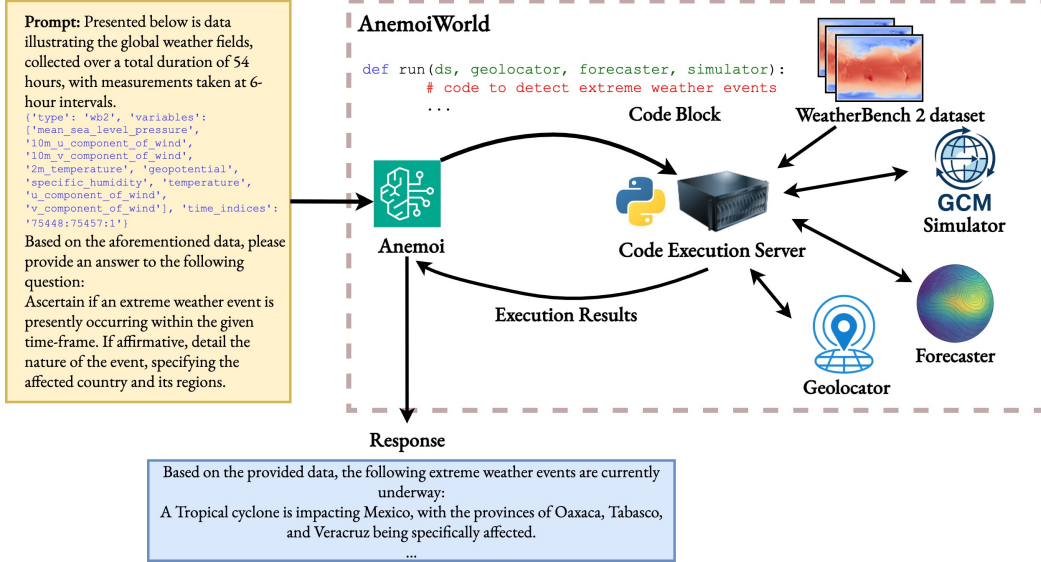 Prompt: Presented below is data
illustrating the global weather fields,
collected over a total duration of 54
hours, with measurements taken at 6-
hour intervals.
{'type': 'wb2', 'variables':
['mean_sea_level_pressure',
'10m_u_component_of_wind',
'10m_v_component_of_wind',
'2m_temperature', 'geopotential',
'specific_humidity', 'temperature',
'u_component_of_wind',
'v_component_of_wind'], 'time_indices':
'75448:75457:1'}
Based on the aforementioned data, please
provide an answer to the following
question:
Ascertain if an extreme weather event is
presently occurring within the given
time-frame. If affirmative, detail the
nature of the event, specifying the
affected country and its regions.
AnemoiWorld
def run(ds, geolocator, forecaster, simulator):
# code to detect extreme weather events
...
Code Block
WeatherBench 2 dataset
GCM
Simulator
Anemoi
Code Execution Server
Execution Results
Forecaster
Geolocator
Response
Based on the provided data, the following extreme weather events are currently
underway:
A Tropical cyclone is impacting Mexico, with the provinces of Oaxaca, Tabasco,
and Veracruz being specifically affected.
...